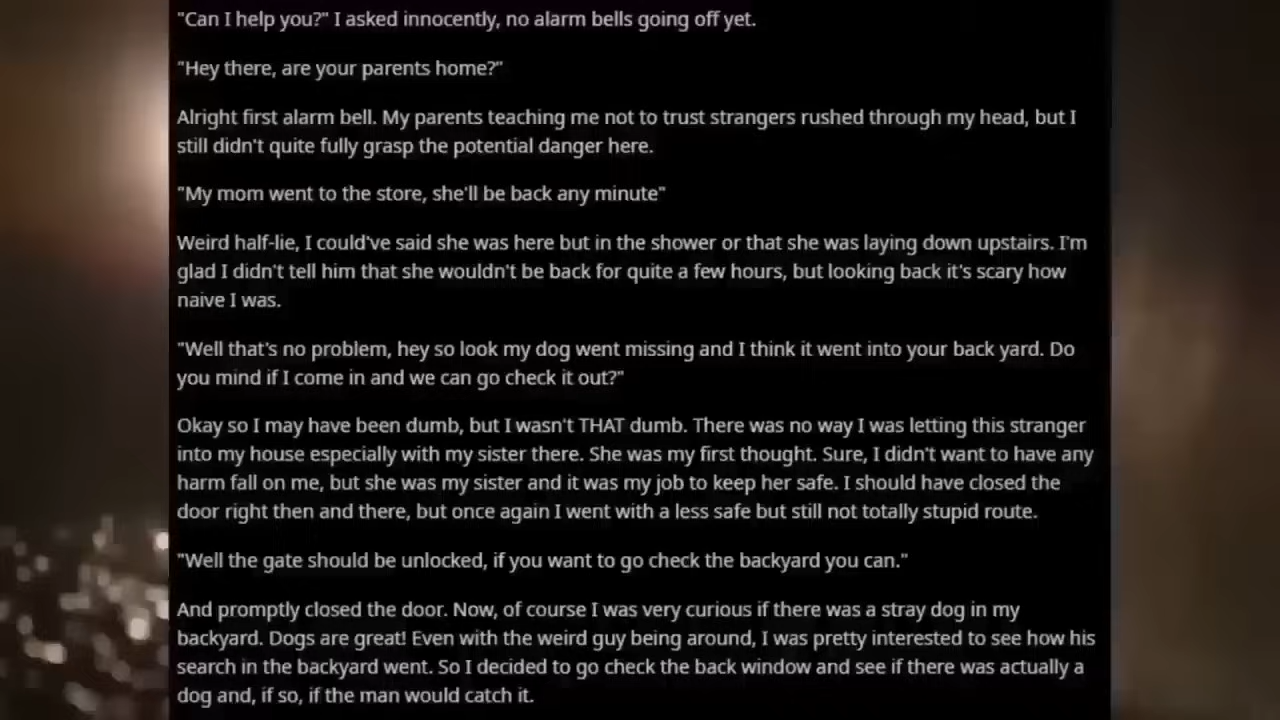 "Can I help you?" I asked innocently, no alarm bells going off yet.
"Hey there, are your parents home?"
Alright first alarm bell. My parents teaching me not to trust strangers rushed through my head, but I
still didn't quite fully grasp the potential danger here.
"My mom went to the store, she'll be back any minute"
Weird half-lie, I could've said she was here but in the shower or that she was laying down upstairs. I'm
glad I didn't tell him that she wouldn't be back for quite a few hours, but looking back it's scary how
naive I was.
"Well that's no problem, hey so look my dog went missing and I think it went into your back yard. Do
you mind if I come in and we can go check it out?"
Okay so I may have been dumb, but I wasn't THAT dumb. There was no way I was letting this stranger
into my house especially with my sister there. She was my first thought. Sure, I didn't want to have any
harm fall on me, but she was my sister and it was my job to keep her safe. I should have closed the
door right then and there, but once again I went with a less safe but still not totally stupid route.
"Well the gate should be unlocked, if you want to go check the backyard you can."
And promptly closed the door. Now, of course I was very curious if there was a stray dog in my
backyard. Dogs are great! Even with the weird guy being around, I was pretty interested to see how his
search in the backyard went. So I decided to go check the back window and see if there was actually a
dog and, if so, if the man would catch it.